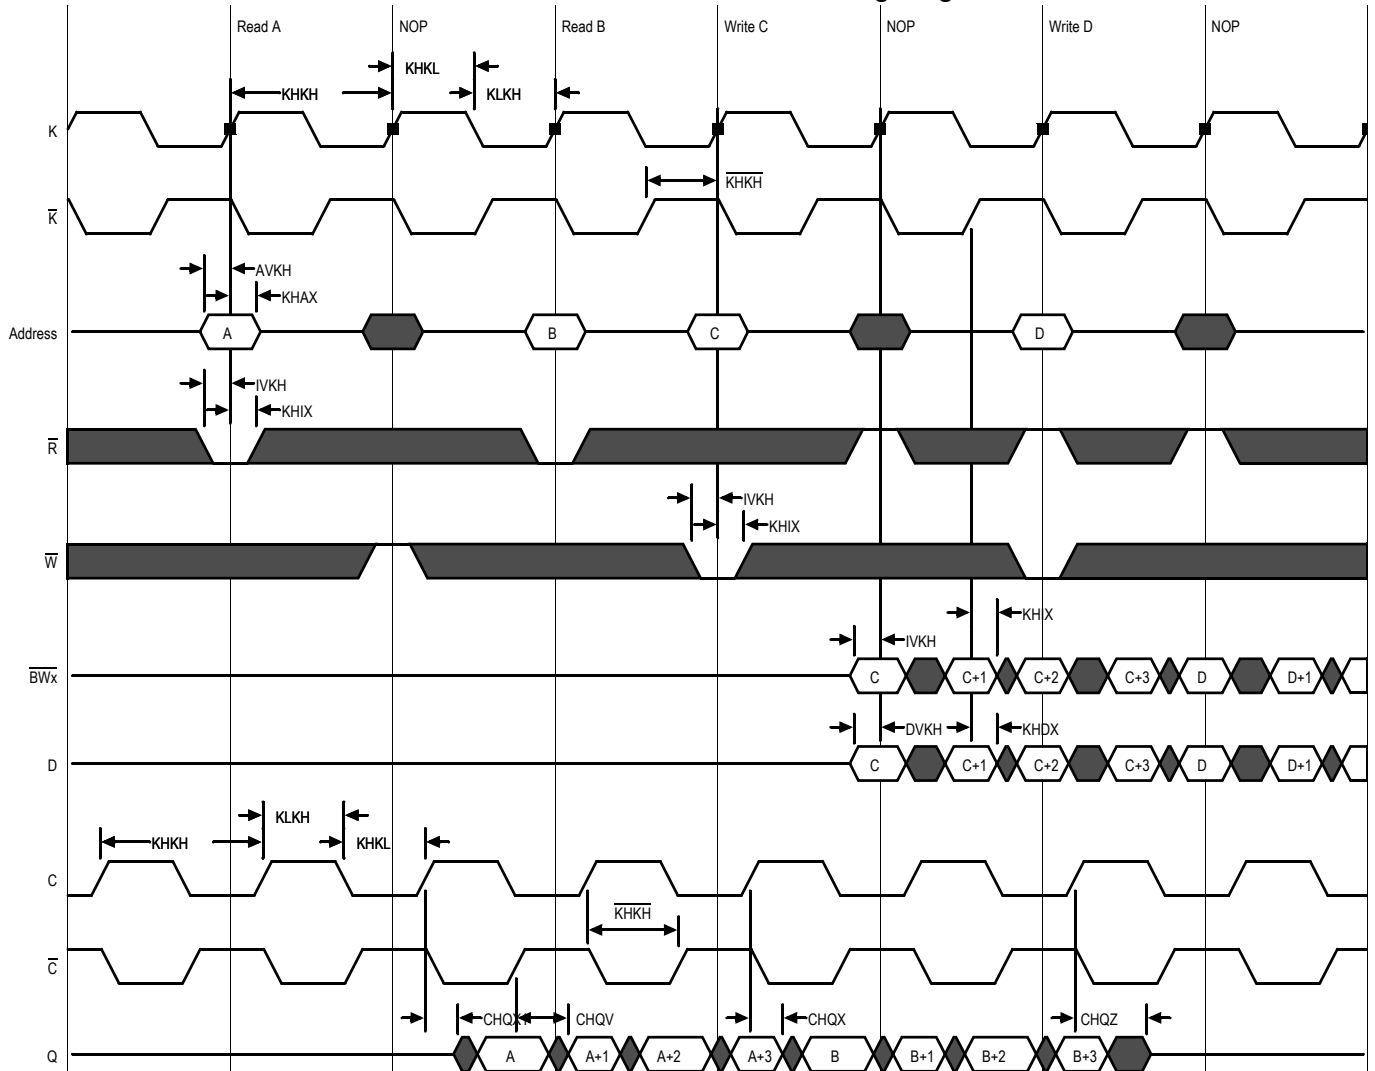 Read A NOP Read B Write C NOP Write D NOP
KHKL
KHKH KLKH
K
KHKH
K
AVKH
KHAX
Address A B C D
IVKH
KHIX
R
IVKH
KHIX
W
KHIX
IVKH
BWx C C+1 C+2 C+3 D D+1
DVKH KHDX
D C C+1 C+2 C+3 D D+1
KLKH
KHKH KHKL
C
KHKH
C
CHQX1 CHQV CHQX CHQZ
Q A A+1 A+2 A+3 B B+1 B+2 B+3